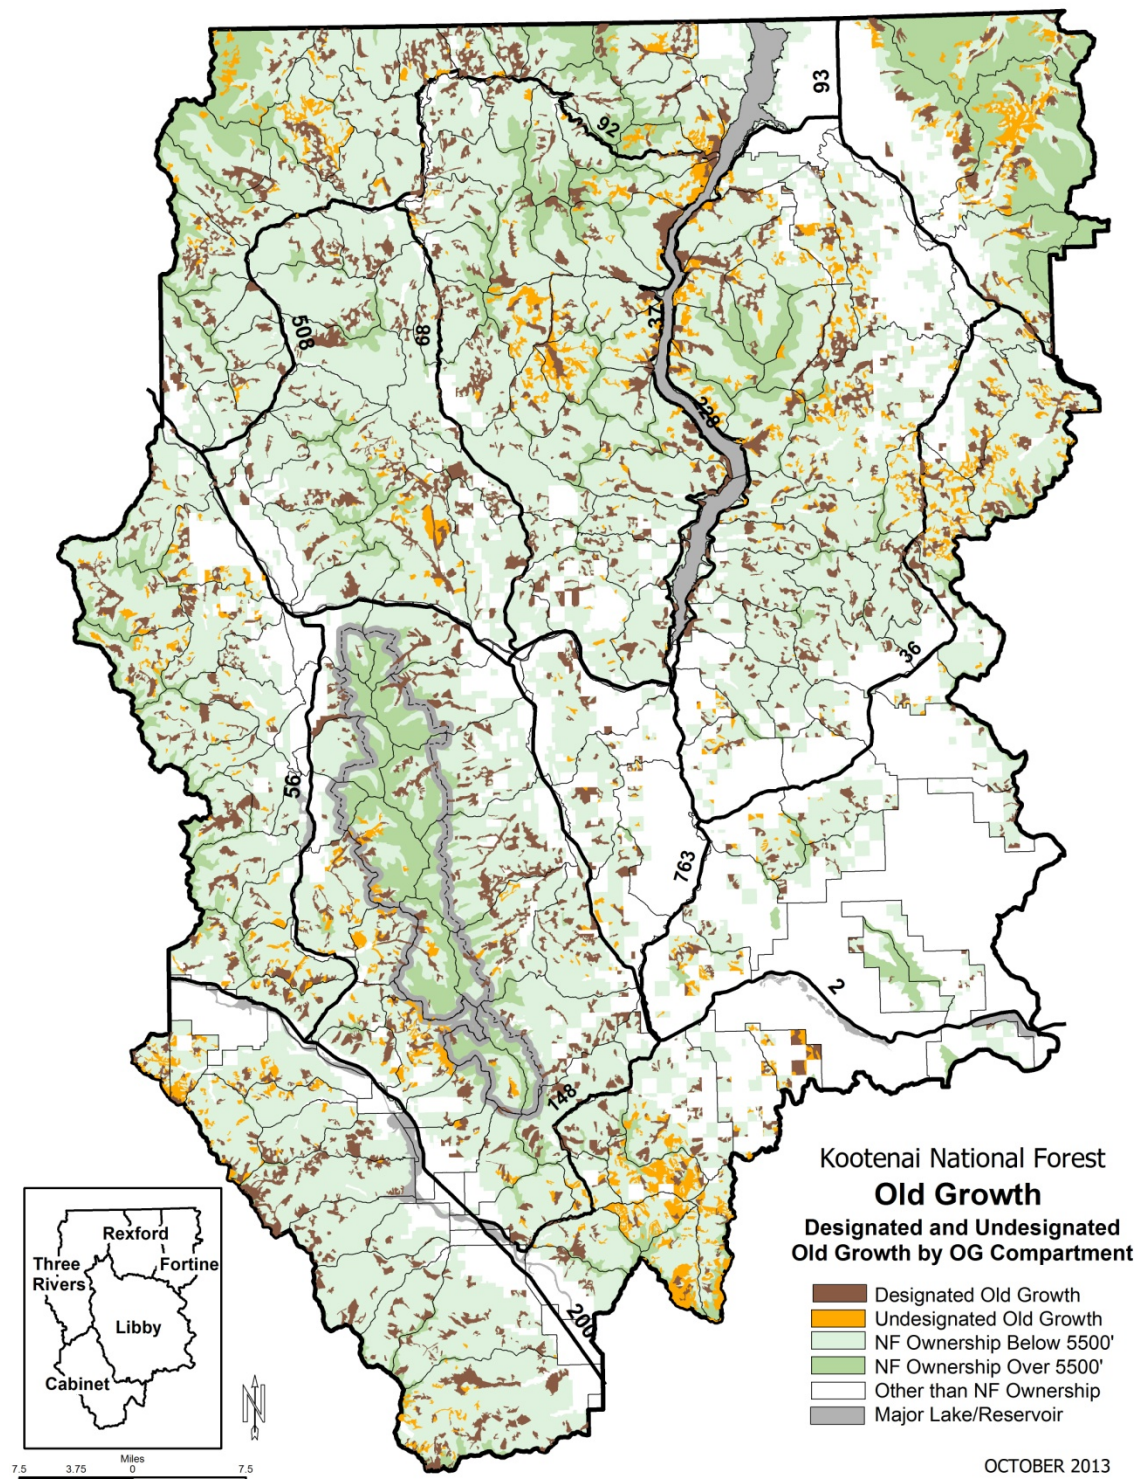 93
92
37
508
68
228
36
56
763
2
148
200
Kootenai National Forest
Old Growth
Designated and Undesignated
Old Growth by OG Compartment
Designated Old Growth
Undesignated Old Growth
NF Ownership Below 5500'
NF Ownership Over 5500'
Other than NF Ownership
Major Lake/Reservoir
Rexford
Three
Rivers
Fortine
Libby
Cabinet
N
Miles
7.5 3.75 0 7.5
OCTOBER 2013